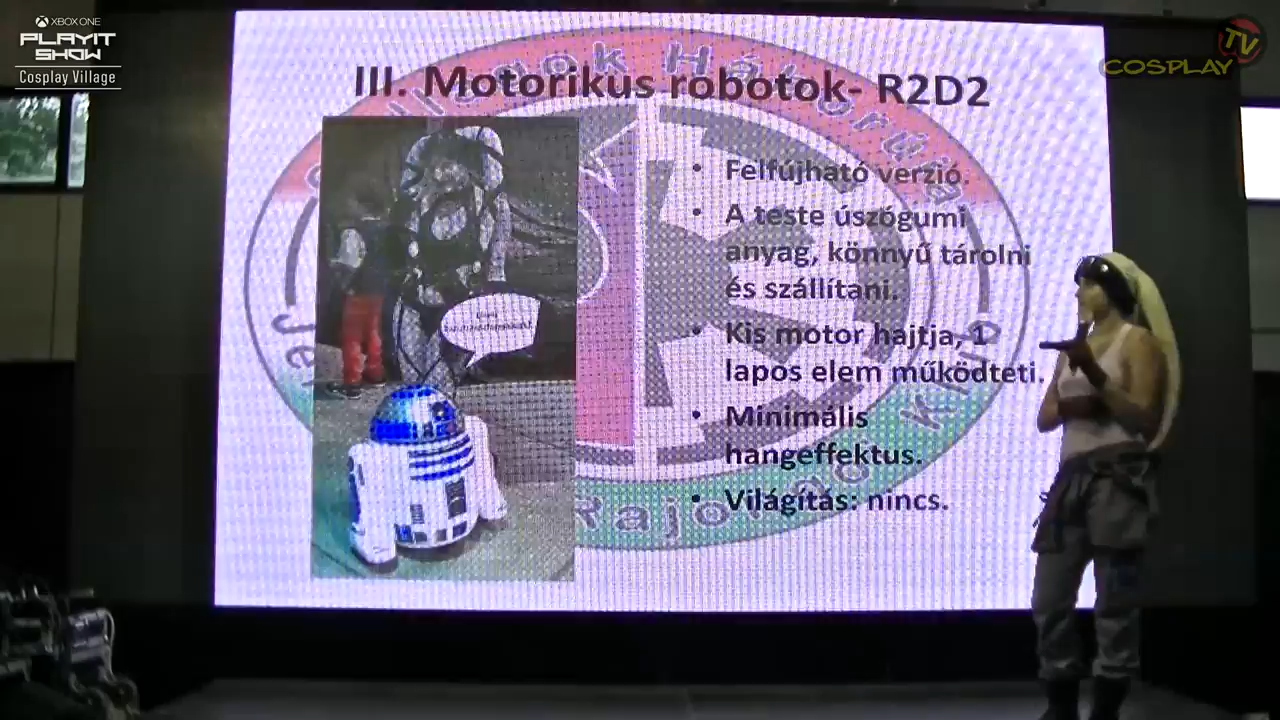 XBOX ONE
PLAYIT
SHOW
Cosplay Village
TV
COSPLAY
III. Motorikus robotok- R2D2
• Felfújható verzió.
• A teste úszógumi
anyag, könnyű tárolni
és szállítani.
• Kis motor hajtja, 1
lapos elem működteti.
• Minimális
hangeffektus.
• Világítás: nincs.